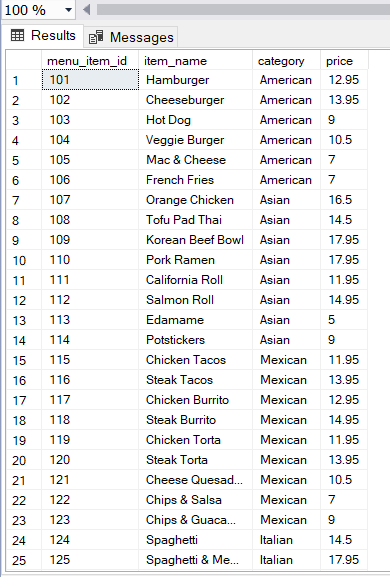 100 %
Results Messages
menu_item_id item_name category price
1 101 Hamburger American 12.95
2 102 Cheeseburger American 13.95
3 103 Hot Dog American 9
4 104 Veggie Burger American 10.5
5 105 Mac & Cheese American 7
6 106 French Fries American 7
7 107 Orange Chicken Asian 16.5
8 108 Tofu Pad Thai Asian 14.5
9 109 Korean Beef Bowl Asian 17.95
10 110 Pork Ramen Asian 17.95
11 111 California Roll Asian 11.95
12 112 Salmon Roll Asian 14.95
13 113 Edamame Asian 5
14 114 Potstickers Asian 9
15 115 Chicken Tacos Mexican 11.95
16 116 Steak Tacos Mexican 13.95
17 117 Chicken Burrito Mexican 12.95
18 118 Steak Burrito Mexican 14.95
19 119 Chicken Torta Mexican 11.95
20 120 Steak Torta Mexican 13.95
21 121 Cheese Quesad... Mexican 10.5
22 122 Chips & Salsa Mexican 7
23 123 Chips & Guaca... Mexican 9
24 124 Spaghetti Italian 14.5
25 125 Spaghetti & Me... Italian 17.95